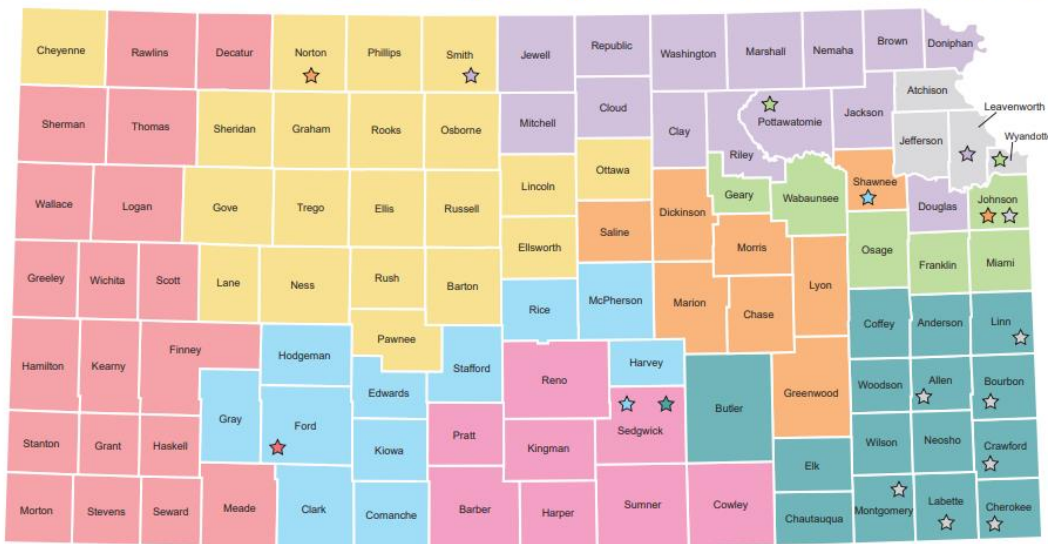 Cheyenne
Rawlins
Decatur
Norton
Phillips
Smith
Jewell
Republic
Washington
Marshall
Nemaha
Brown
Doniphan
Atchison
Leavenworth
Sherman
Thomas
Sheridan
Graham
Rooks
Osborne
Mitchell
Cloud
Clay
Riley
Pottawatomie
Jackson
Jefferson
Wyandott
Wallace
Logan
Gove
Trego
Ellis
Russell
Lincoln
Ottawa
Dickinson
Geary
Wabaunsee
Shawnee
Douglas
Johnson
Ellsworth
Saline
Morris
Osage
Franklin
Miami
Greeley
Wichita
Scott
Lane
Ness
Rush
Barton
Rice
McPherson
Marion
Chase
Lyon
Coffey
Anderson
Linn
Hamilton
Kearny
Finney
Hodgeman
Pawnee
Stafford
Edwards
Reno
Harvey
Butler
Greenwood
Woodson
Allen
Bourbon
Gray
Ford
Kiowa
Pratt
Kingman
Sedgwick
Stanton
Grant
Haskell
Elk
Wilson
Neosho
Crawford
Morton
Stevens
Seward
Meade
Clark
Comanche
Barber
Harper
Sumner
Cowley
Chautauqua
Montgomery
Labette
Cherokee